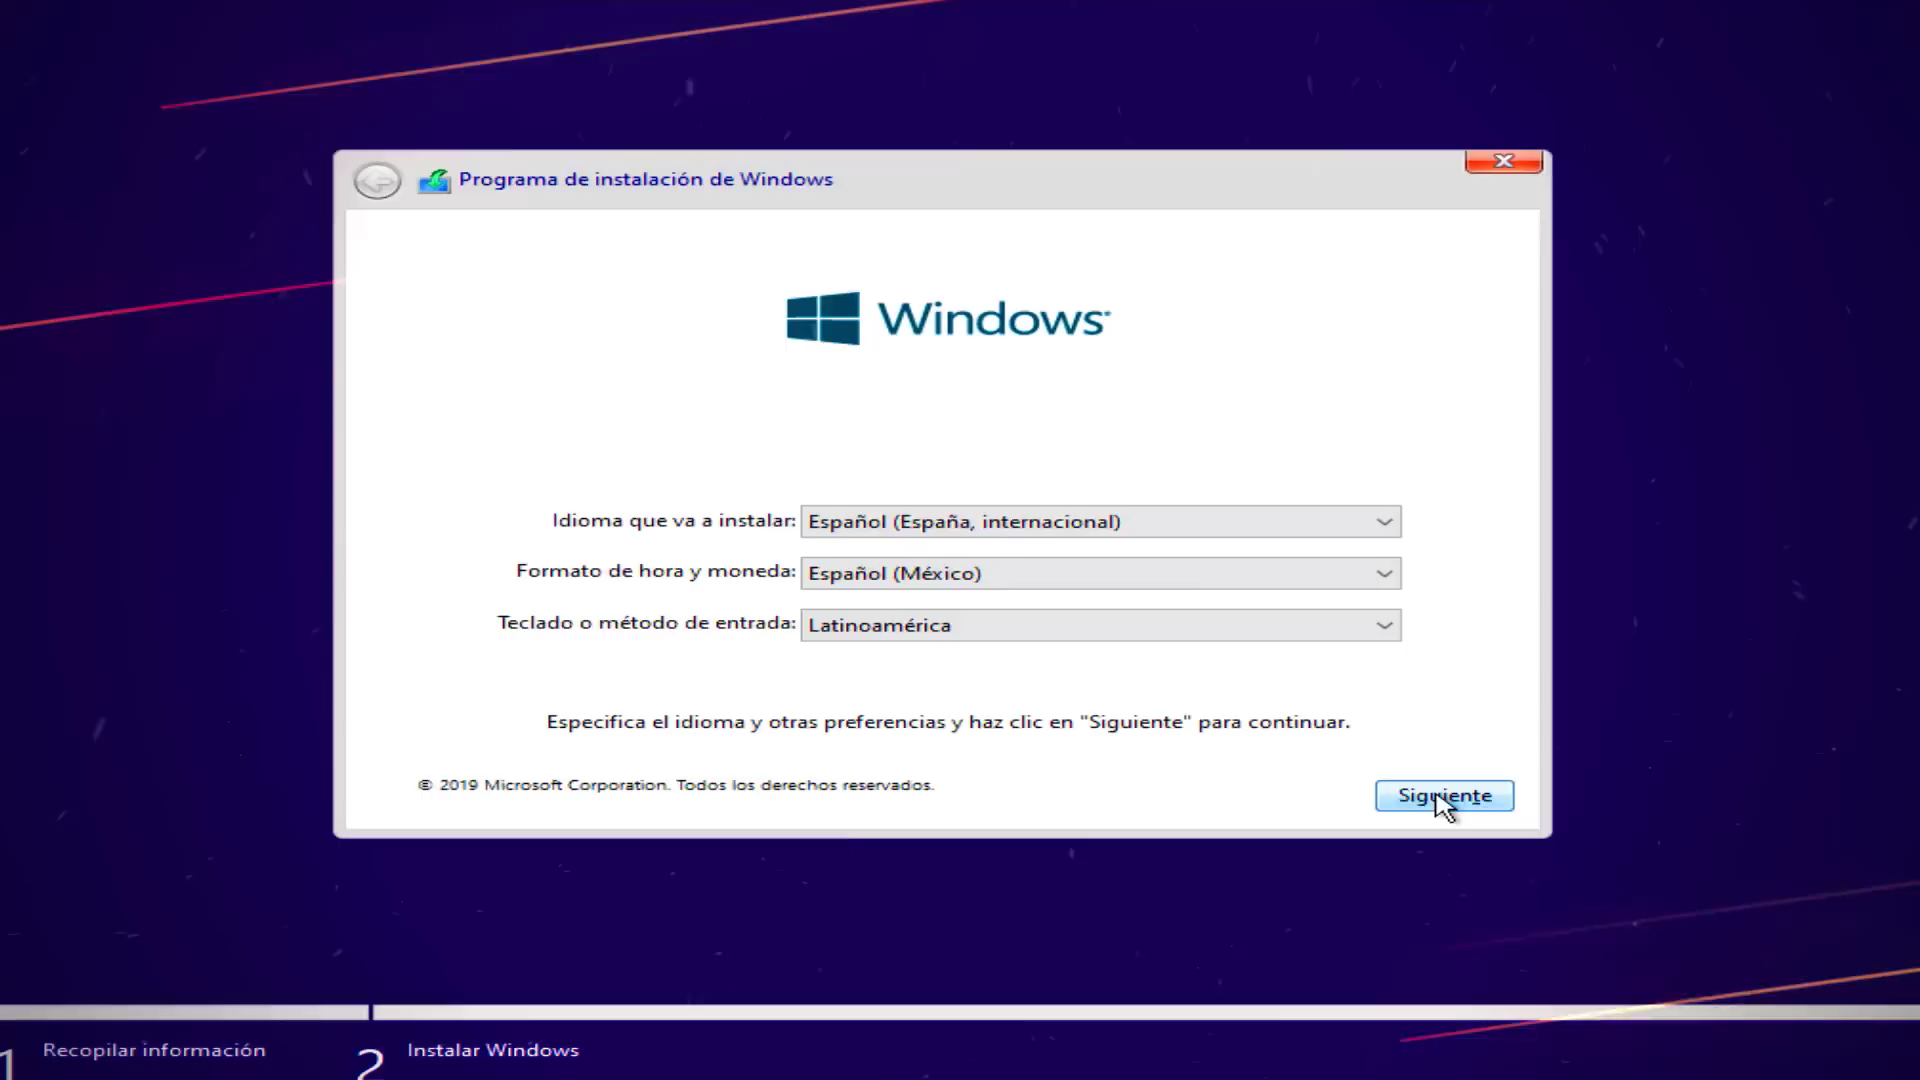 Programa de instalación de Windows
Windows
Idioma que va a instalar: Español (España, internacional)
Formato de hora y moneda: Español (México)
Teclado o método de entrada: Latinoamérica
Especifica el idioma y otras preferencias y haz clic en "Siguiente" para continuar.
© 2019 Microsoft Corporation. Todos los derechos reservados.
Siguiente
1 Recopilar información 2 Instalar Windows